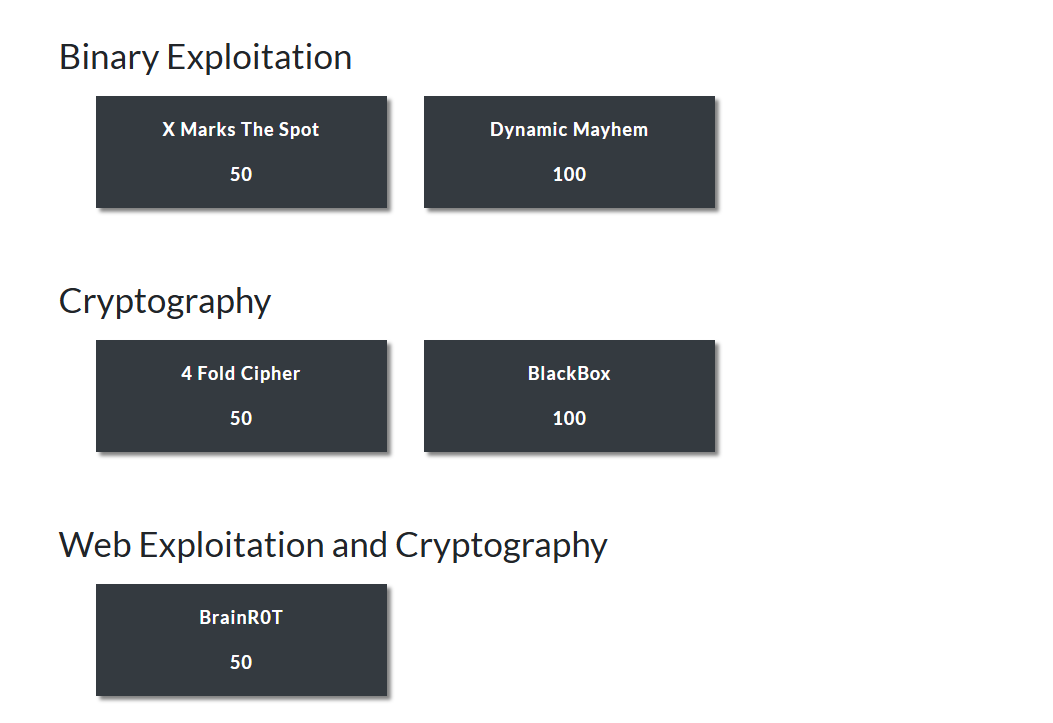 Binary Exploitation
X Marks The Spot
50
Dynamic Mayhem
100
Cryptography
4 Fold Cipher
50
BlackBox
100
Web Exploitation and Cryptography
BrainR0T
50